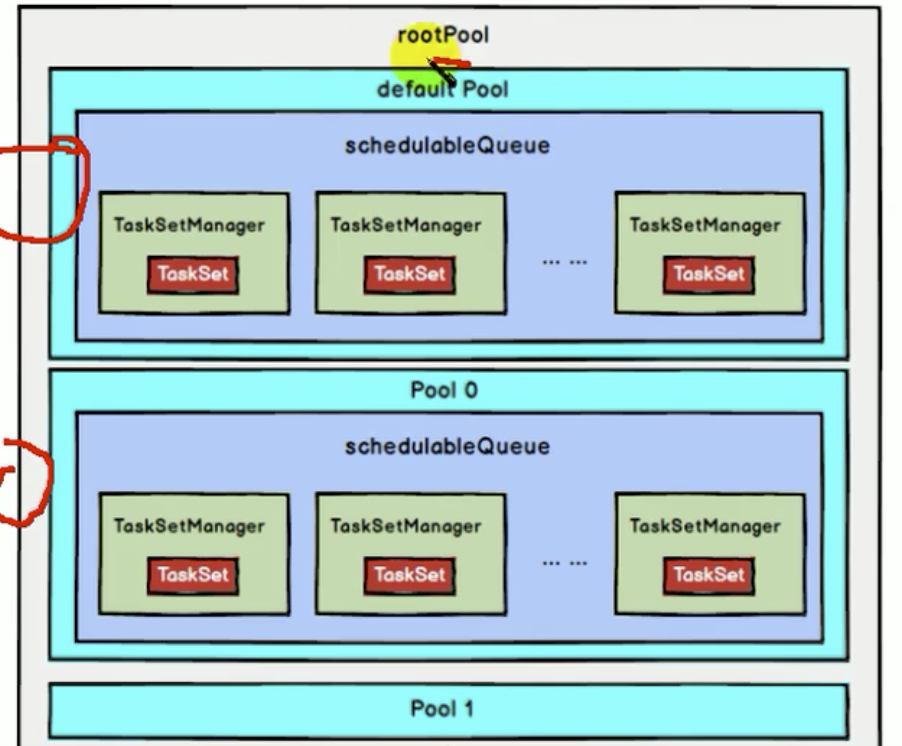 rootPool
default Pool
schedulableQueue
TaskSetManager TaskSetManager TaskSetManager
TaskSet TaskSet ... ... TaskSet
Pool 0
schedulableQueue
TaskSetManager TaskSetManager TaskSetManager
TaskSet TaskSet ... ... TaskSet
Pool 1